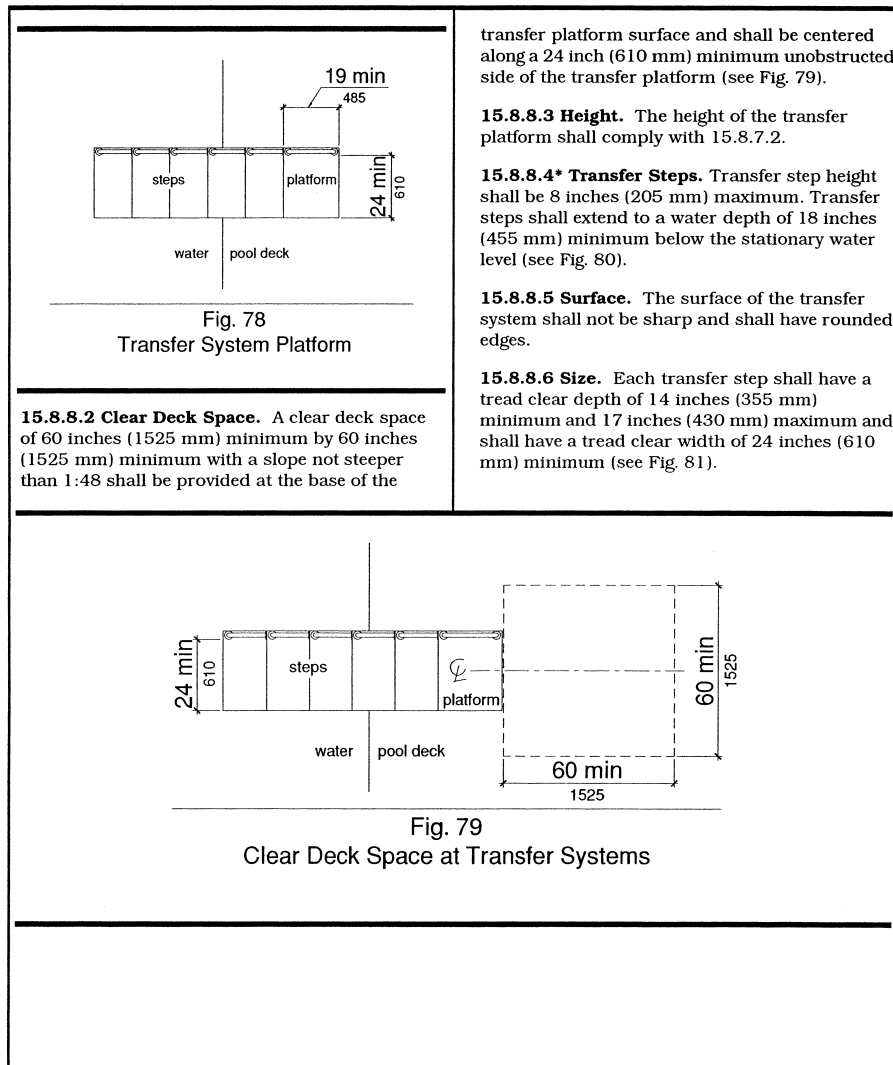 19 min
485
steps
platform
24 min
610
water
pool deck
Fig. 78
Transfer System Platform
15.8.8.2 Clear Deck Space. A clear deck space
of 60 inches (1525 mm) minimum by 60 inches
(1525 mm) minimum with a slope not steeper
than 1:48 shall be provided at the base of the
transfer platform surface and shall be centered
along a 24 inch (610 mm) minimum unobstructed
side of the transfer platform (see Fig. 79).
15.8.8.3 Height. The height of the transfer
platform shall comply with 15.8.7.2.
15.8.8.4* Transfer Steps. Transfer step height
shall be 8 inches (205 mm) maximum. Transfer
steps shall extend to a water depth of 18 inches
(455 mm) minimum below the stationary water
level (see Fig. 80).
15.8.8.5 Surface. The surface of the transfer
system shall not be sharp and shall have rounded
edges.
15.8.8.6 Size. Each transfer step shall have a
tread clear depth of 14 inches (355 mm)
minimum and 17 inches (430 mm) maximum and
shall have a tread clear width of 24 inches (610
mm) minimum (see Fig. 81).
24 min
610
steps
CL
platform
60 min
1525
water
pool deck
60 min
1525
Fig. 79
Clear Deck Space at Transfer Systems